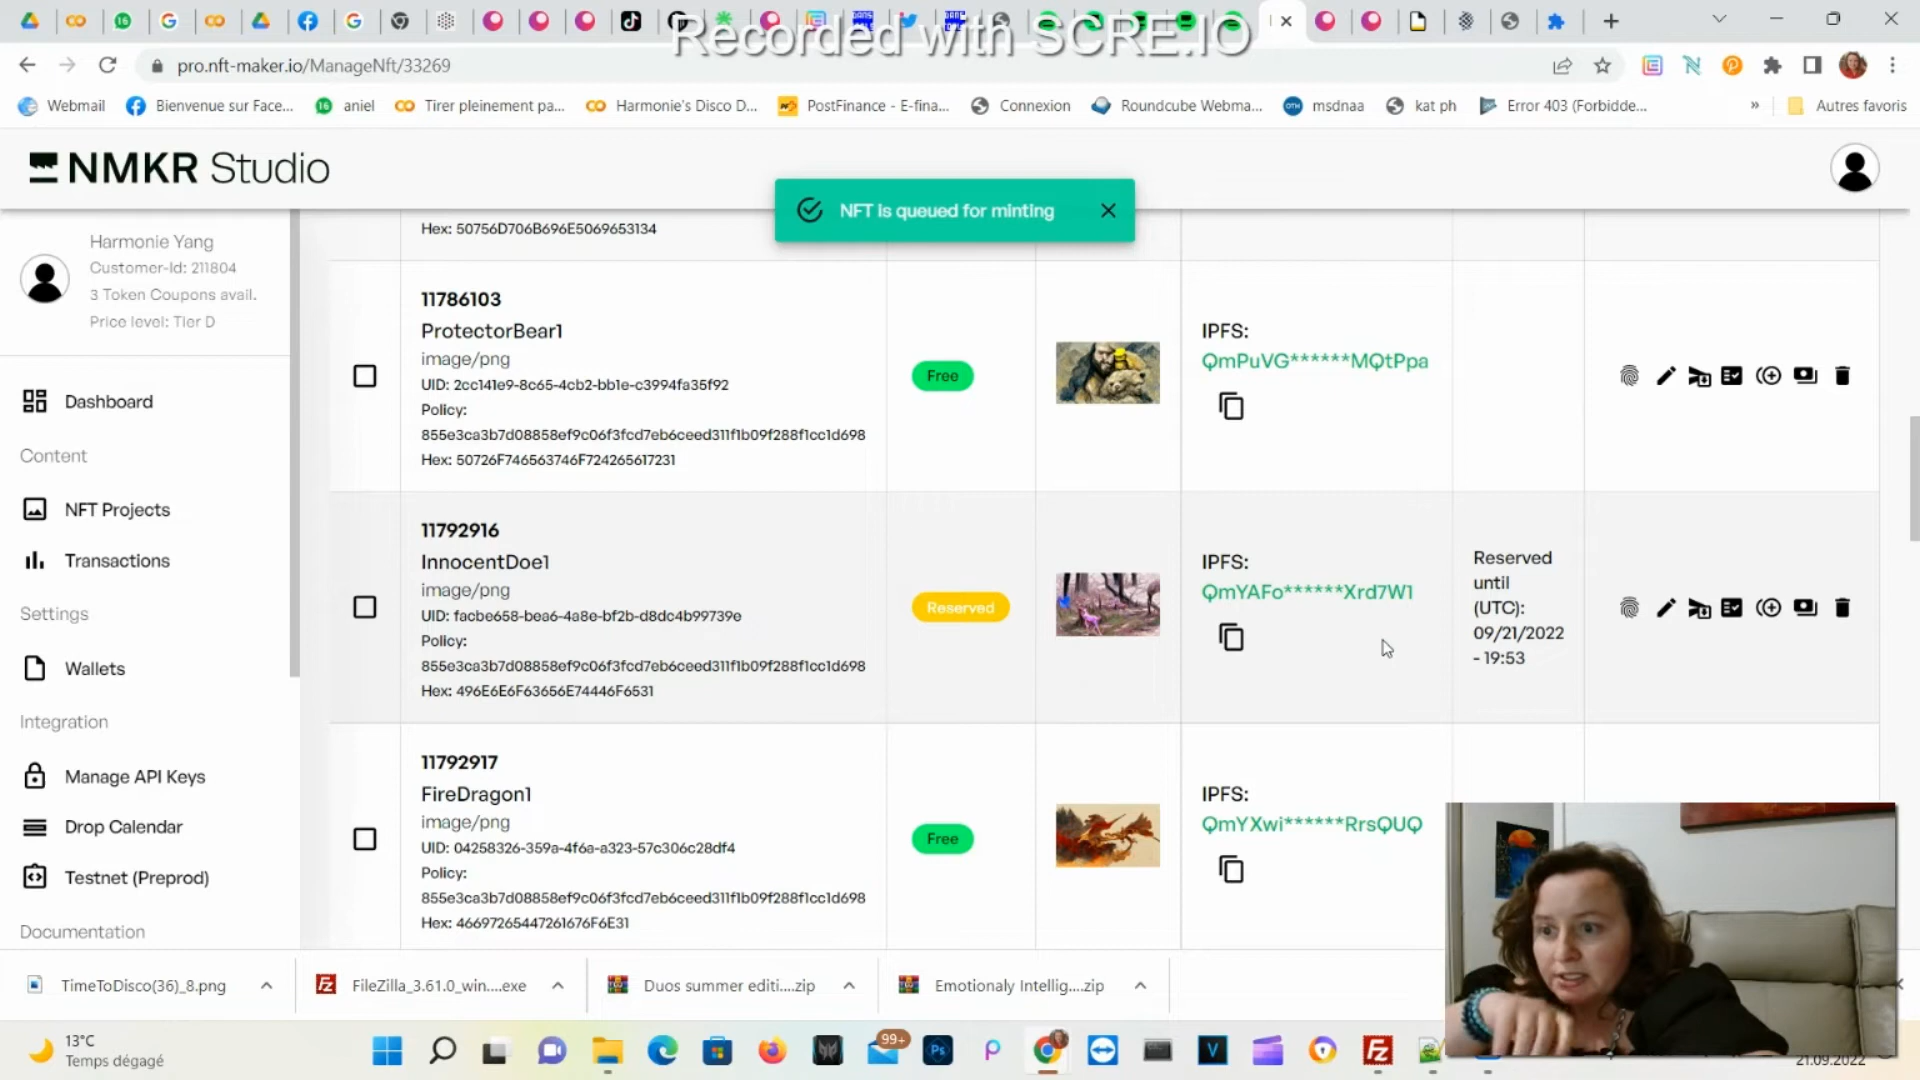 Recorded with SCRE.IO
pro.nft-maker.io/ManageNft/33269
Webmail
Bienvenue sur Face...
16
aniel
Tirer pleinement pa...
Harmonie's Disco D...
PostFinance - E-fina...
Connexion
Roundcube Webma...
msdnaa
kat ph
Error 403 (Forbidde...
»
Autres favoris
NMKR Studio
NFT is queued for minting
Harmonie Yang
Customer-Id: 211804
3 Token Coupons avail.
Price level: Tier D
Dashboard
Content
NFT Projects
Transactions
Settings
Wallets
Integration
Manage API Keys
Drop Calendar
Testnet (Preprod)
Documentation
Hex: 50756D706B696E5069653134
11786103
ProtectorBear1
image/png
UID: 2cc141e9-8c65-4cb2-bb1e-c3994fa35f92
Policy:
855e3ca3b7d08858ef9c06f3fcd7eb6ceed311f1b09f288f1cc1d698
Hex: 50726F746563746F724265617231
Free
IPFS:
QmPuVG******MQtPpa
11792916
InnocentDoe1
image/png
UID: facbe658-bea6-4a8e-bf2b-d8dc4b99739e
Policy:
855e3ca3b7d08858ef9c06f3fcd7eb6ceed311f1b09f288f1cc1d698
Hex: 496E6E6F63656E74446F6531
Reserved
IPFS:
QmYAFo******Xrd7W1
Reserved
until
(UTC):
09/21/2022
- 19:53
11792917
FireDragon1
image/png
UID: 04258326-359a-4f6a-a323-57c306c28df4
Policy:
855e3ca3b7d08858ef9c06f3fcd7eb6ceed311f1b09f288f1cc1d698
Hex: 46697265447261676F6E31
Free
IPFS:
QmYXwi******RrsQUQ
TimeToDisco(36)_8.png
FileZilla_3.61.0_win....exe
Duos summer editi....zip
Emotionaly Intellig....zip
13°C
Temps dégagé
99+
21.09.2022